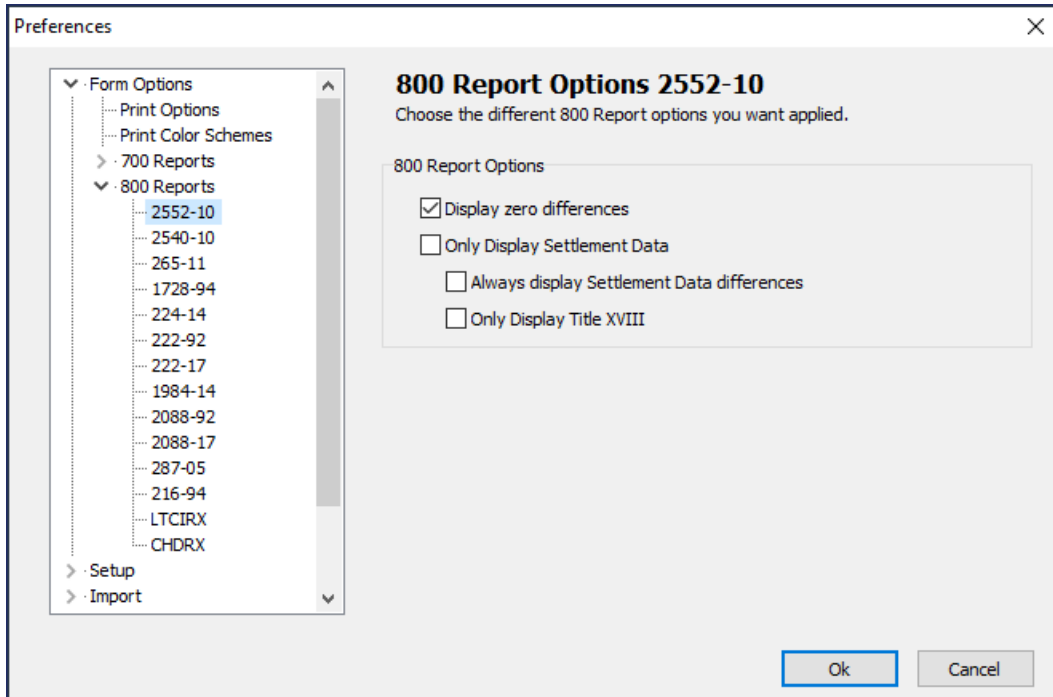 Preferences
Form Options
Print Options
Print Color Schemes
700 Reports
800 Reports
2552-10
2540-10
265-11
1728-94
224-14
222-92
222-17
1984-14
2088-92
2088-17
287-05
216-94
LTCIRX
CHDRX
Setup
Import
800 Report Options 2552-10
Choose the different 800 Report options you want applied.
800 Report Options
Display zero differences
Only Display Settlement Data
Always display Settlement Data differences
Only Display Title XVIII
Ok
Cancel